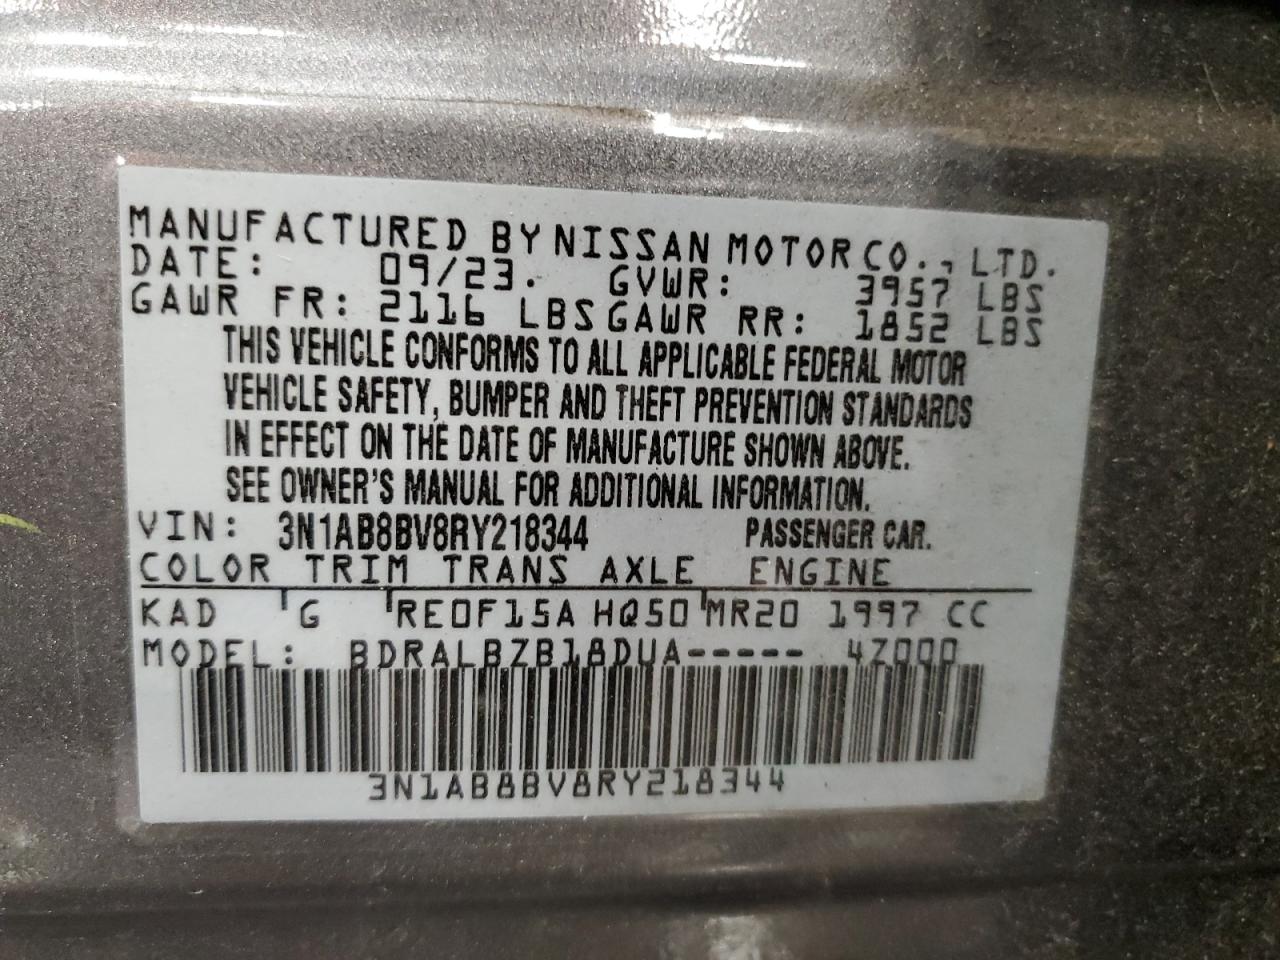 MANUFACTURED BY NISSAN MOTOR CO., LTD.
DATE: 09/23. GVWR: 3957 LBS
GAWR FR: 2116 LBS GAWR RR: 1852 LBS
THIS VEHICLE CONFORMS TO ALL APPLICABLE FEDERAL MOTOR
VEHICLE SAFETY, BUMPER AND THEFT PREVENTION STANDARDS
IN EFFECT ON THE DATE OF MANUFACTURE SHOWN ABOVE.
SEE OWNER'S MANUAL FOR ADDITIONAL INFORMATION.
VIN: 3N1AB8BV8RY218344 PASSENGER CAR.
COLOR TRIM TRANS AXLE ENGINE
KAD G RE0F15A HQ50 MR20 1997 CC
MODEL: BDRALBZB18DUA----- 4Z000
3N1AB8BV8RY218344